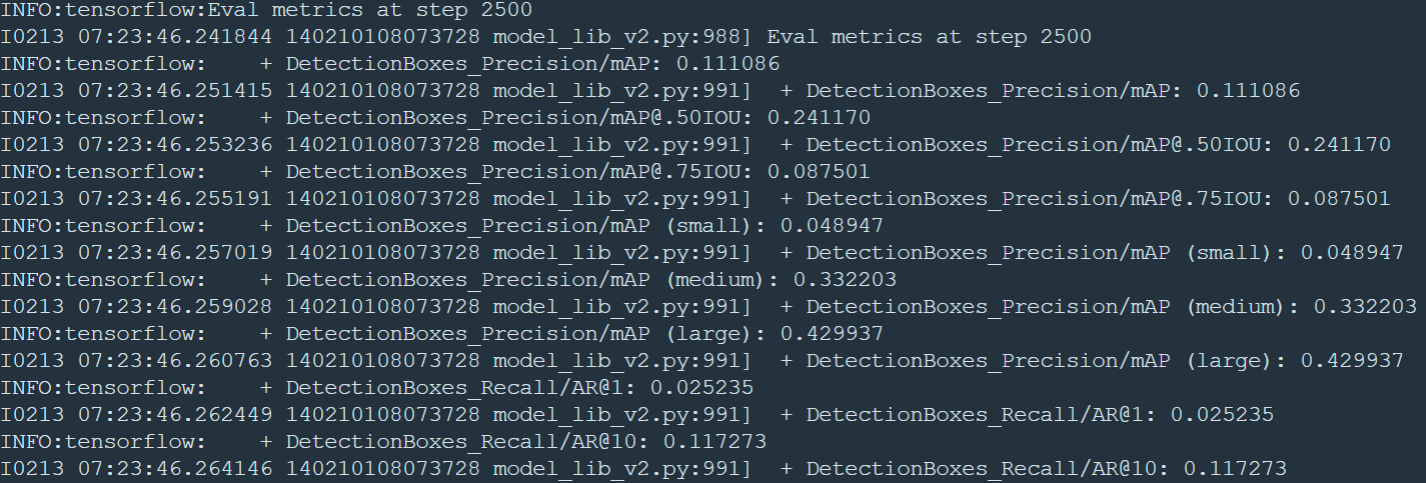 INFO:tensorflow:Eval metrics at step 2500
I0213 07:23:46.241844 140210108073728 model_lib_v2.py:988] Eval metrics at step 2500
INFO:tensorflow:    + DetectionBoxes_Precision/mAP: 0.111086
I0213 07:23:46.251415 140210108073728 model_lib_v2.py:991]  + DetectionBoxes_Precision/mAP: 0.111086
INFO:tensorflow:    + DetectionBoxes_Precision/mAP@.50IOU: 0.241170
I0213 07:23:46.253236 140210108073728 model_lib_v2.py:991]  + DetectionBoxes_Precision/mAP@.50IOU: 0.241170
INFO:tensorflow:    + DetectionBoxes_Precision/mAP@.75IOU: 0.087501
I0213 07:23:46.255191 140210108073728 model_lib_v2.py:991]  + DetectionBoxes_Precision/mAP@.75IOU: 0.087501
INFO:tensorflow:    + DetectionBoxes_Precision/mAP (small): 0.048947
I0213 07:23:46.257019 140210108073728 model_lib_v2.py:991]  + DetectionBoxes_Precision/mAP (small): 0.048947
INFO:tensorflow:    + DetectionBoxes_Precision/mAP (medium): 0.332203
I0213 07:23:46.259028 140210108073728 model_lib_v2.py:991]  + DetectionBoxes_Precision/mAP (medium): 0.332203
INFO:tensorflow:    + DetectionBoxes_Precision/mAP (large): 0.429937
I0213 07:23:46.260763 140210108073728 model_lib_v2.py:991]  + DetectionBoxes_Precision/mAP (large): 0.429937
INFO:tensorflow:    + DetectionBoxes_Recall/AR@1: 0.025235
I0213 07:23:46.262449 140210108073728 model_lib_v2.py:991]  + DetectionBoxes_Recall/AR@1: 0.025235
INFO:tensorflow:    + DetectionBoxes_Recall/AR@10: 0.117273
I0213 07:23:46.264146 140210108073728 model_lib_v2.py:991]  + DetectionBoxes_Recall/AR@10: 0.117273